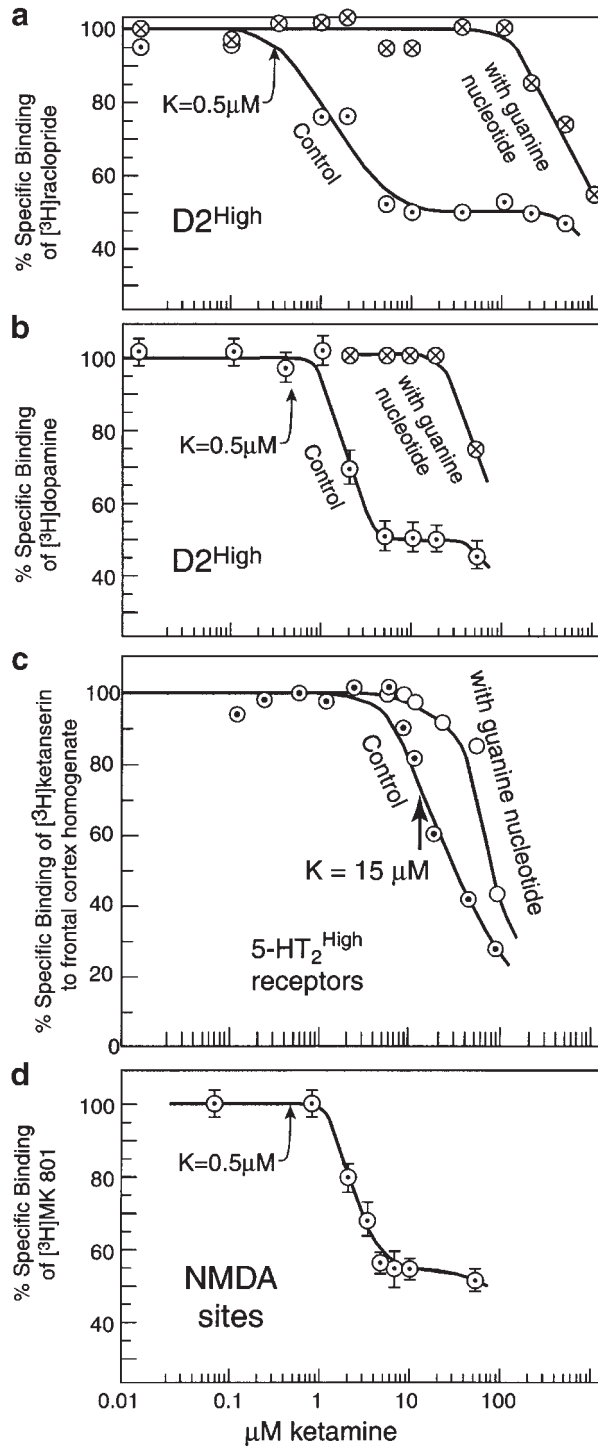 a
% Specific Binding
of [³H]raclopride
100
80
60
40
K=0.5μM
Control
with guanine
nucleotide
D2High
b
% Specific Binding
of [³H]dopamine
100
80
60
40
K=0.5μM
Control
with guanine
nucleotide
D2High
c
% Specific Binding of [³H]ketanserin
to frontal cortex homogenate
100
80
60
40
20
0
Control
with guanine nucleotide
K = 15 μM
5-HT₂High
receptors
d
% Specific Binding
of [³H]MK 801
100
80
60
40
K=0.5μM
NMDA
sites
0.01 0.1 1 10 100
μM ketamine